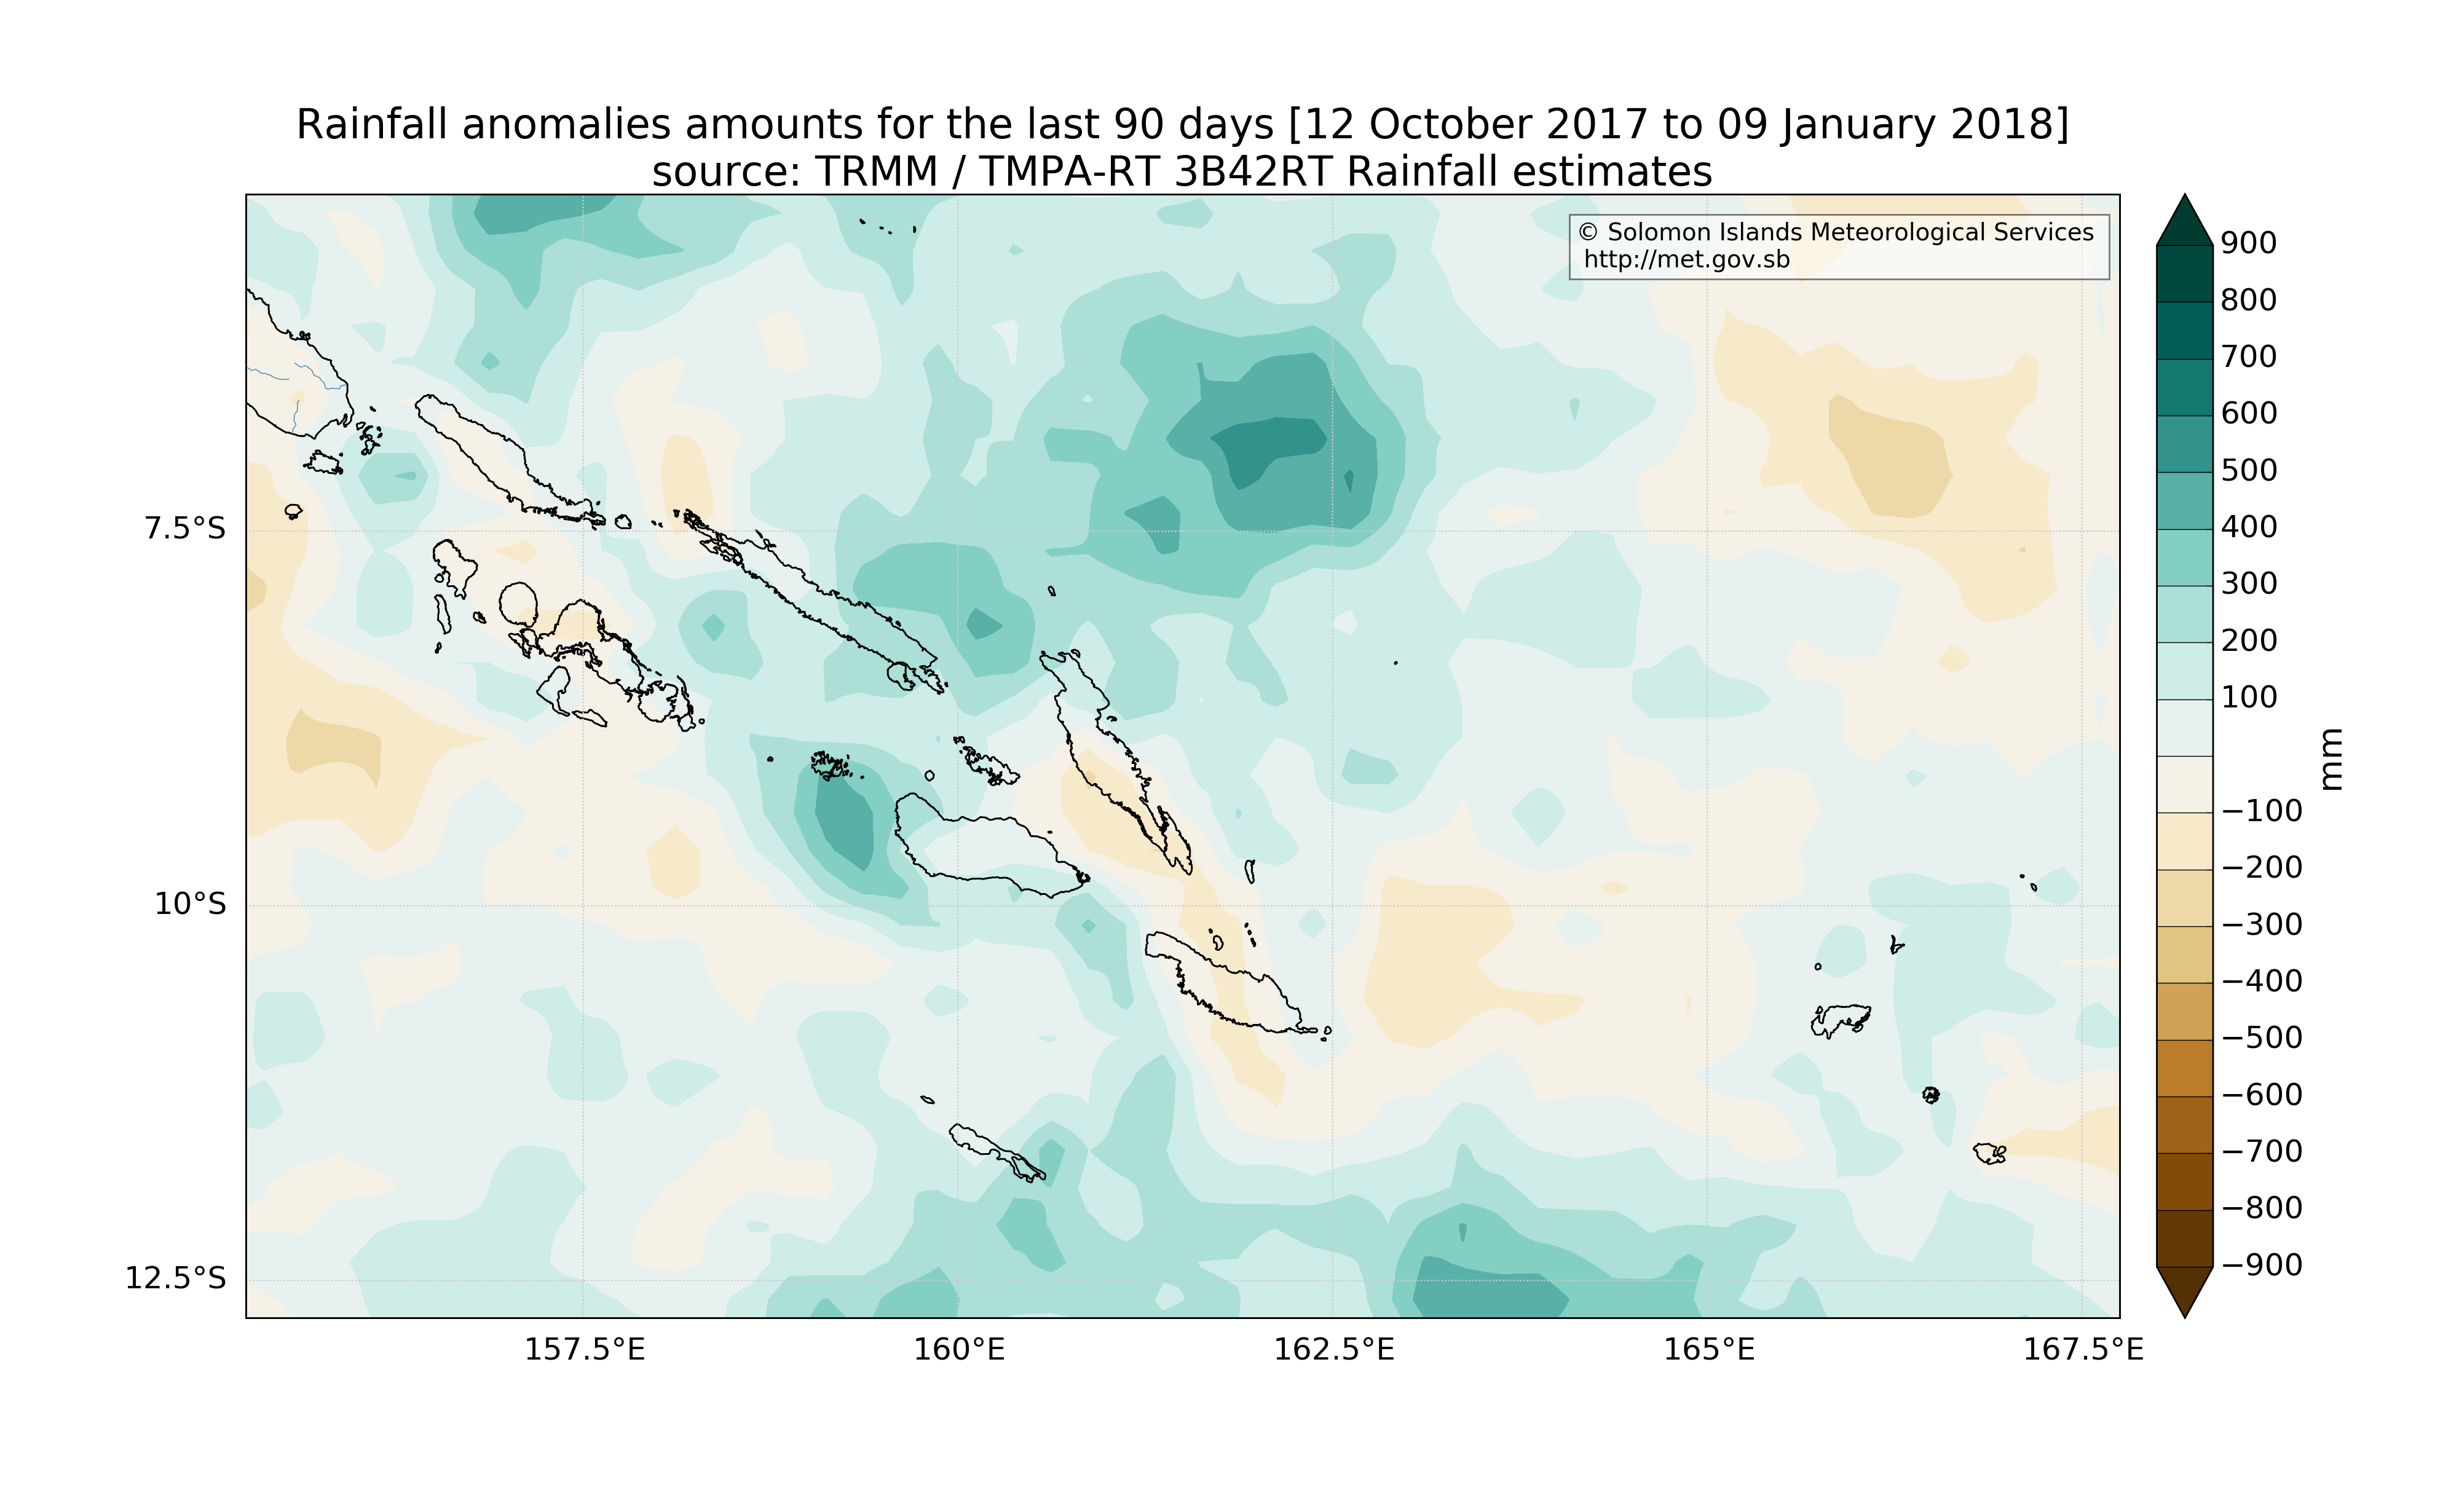 Rainfall anomalies amounts for the last 90 days [12 October 2017 to 09 January 2018]
source: TRMM / TMPA-RT 3B42RT Rainfall estimates
© Solomon Islands Meteorological Services
http://met.gov.sb
7.5°S
10°S
12.5°S
157.5°E
160°E
162.5°E
165°E
167.5°E
900
800
700
600
500
400
300
200
100
−100
−200
−300
−400
−500
−600
−700
−800
−900
mm